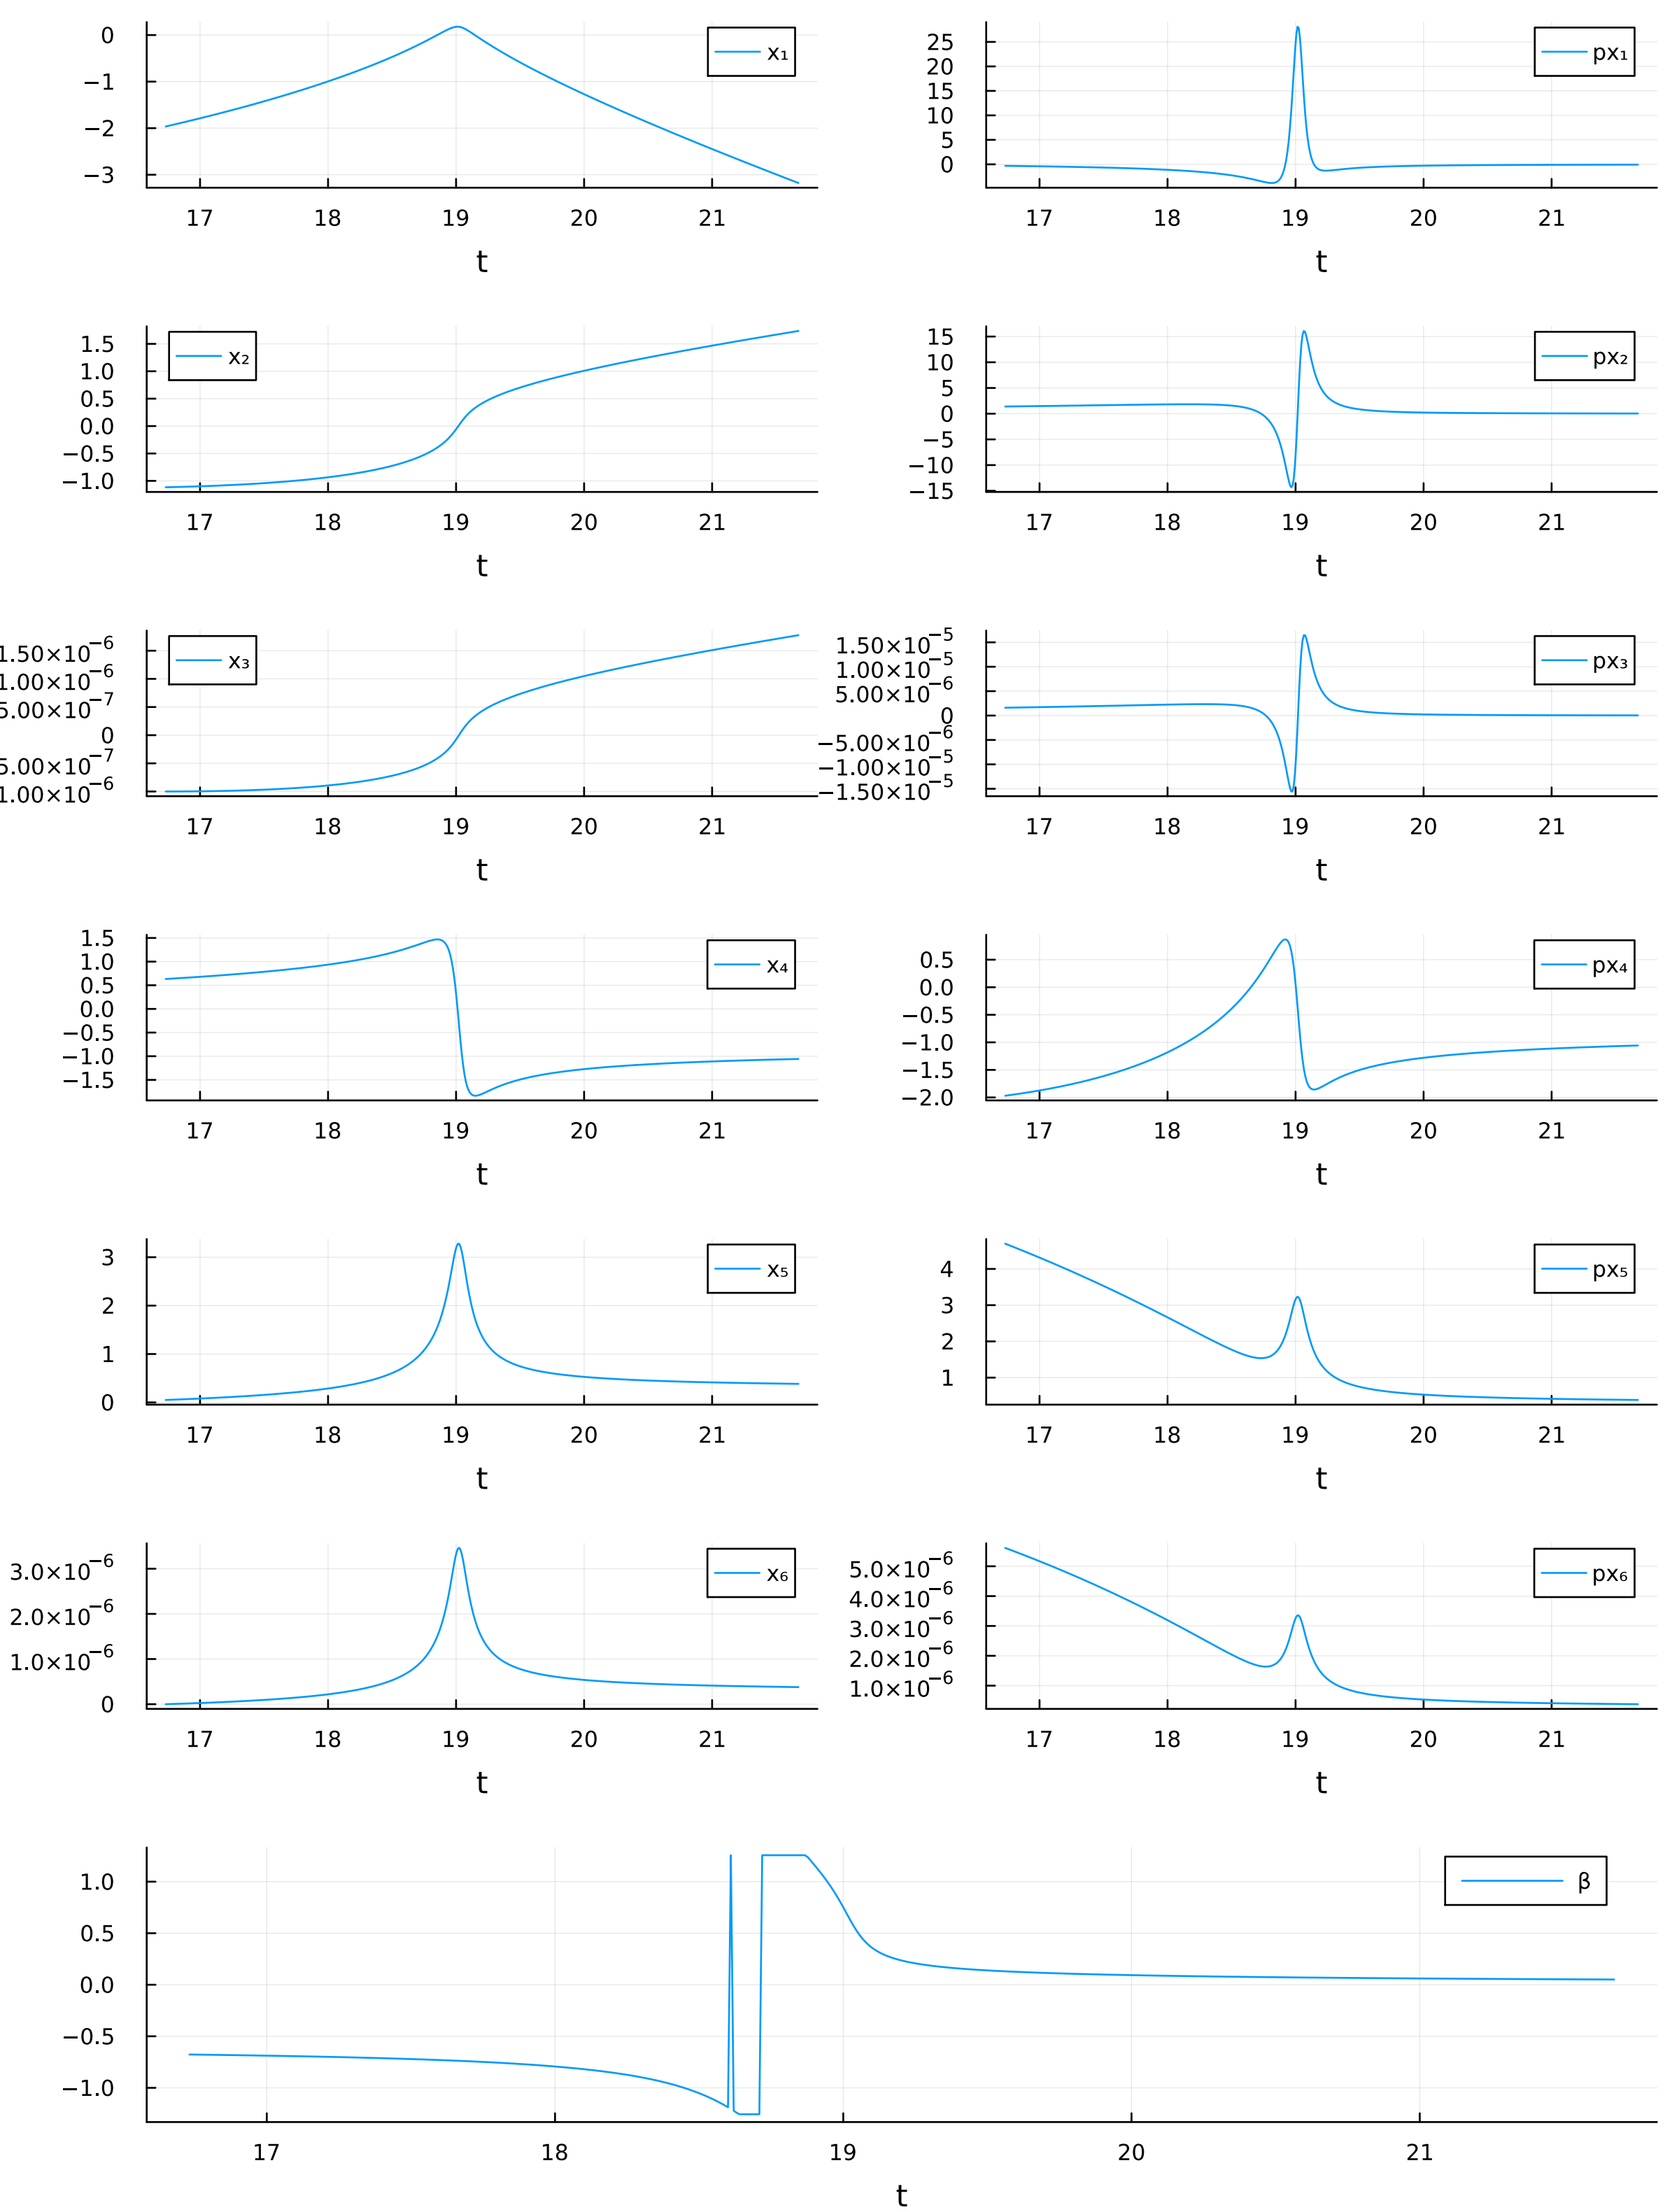 0
−1
−2
−3
x₁
17 18 19 20 21
t
25
20
15
10
5
0
px₁
17 18 19 20 21
t
1.5
1.0
0.5
0.0
−0.5
−1.0
x₂
17 18 19 20 21
t
15
10
5
0
−5
−10
−15
px₂
17 18 19 20 21
t
1.50×10⁻⁶
1.00×10⁻⁶
5.00×10⁻⁷
0
5.00×10⁻⁷
1.00×10⁻⁶
x₃
17 18 19 20 21
t
1.50×10⁻⁵
1.00×10⁻⁵
5.00×10⁻⁶
0
−5.00×10⁻⁶
−1.00×10⁻⁵
−1.50×10⁻⁵
px₃
17 18 19 20 21
t
1.5
1.0
0.5
0.0
−0.5
−1.0
−1.5
x₄
17 18 19 20 21
t
0.5
0.0
−0.5
−1.0
−1.5
−2.0
px₄
17 18 19 20 21
t
3
2
1
0
x₅
17 18 19 20 21
t
4
3
2
1
px₅
17 18 19 20 21
t
3.0×10⁻⁶
2.0×10⁻⁶
1.0×10⁻⁶
0
x₆
17 18 19 20 21
t
5.0×10⁻⁶
4.0×10⁻⁶
3.0×10⁻⁶
2.0×10⁻⁶
1.0×10⁻⁶
px₆
17 18 19 20 21
t
1.0
0.5
0.0
−0.5
−1.0
β
17 18 19 20 21
t